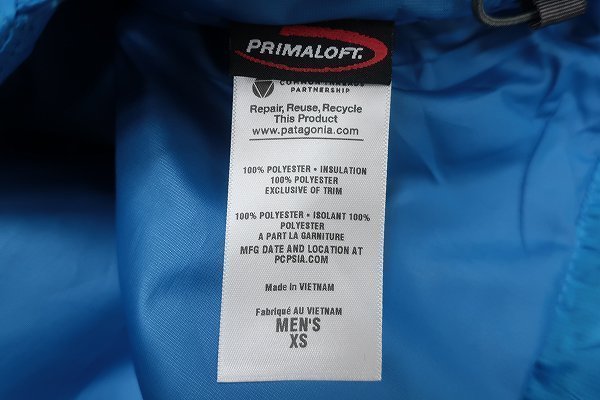 PRIMALOFT.
PARTNERSHIP
Repair, Reuse, Recycle
This Product
www.patagonia.com
100% POLYESTER • INSULATION
100% POLYESTER
EXCLUSIVE OF TRIM
100% POLYESTER • ISOLANT 100%
POLYESTER
A PART LA GARNITURE
MFG DATE AND LOCATION AT
PCPSIA.COM
Made in VIETNAM
Fabriqué AU VIETNAM
MEN'S
XS